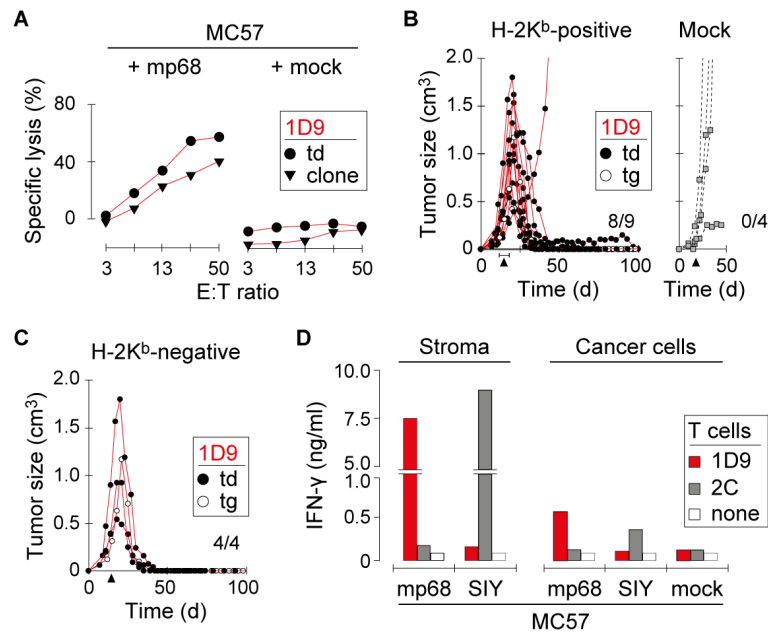 A
MC57
+ mp68
+ mock
Specific lysis (%)
80
40
0
1D9
td
clone
3
13
50
3
13
50
E:T ratio
B
H-2Kᵇ-positive
Mock
Tumor size (cm³)
2.0
1.5
1.0
0.5
0
1D9
td
tg
8/9
0/4
0
50
100
0
50
Time (d)
Time (d)
C
H-2Kᵇ-negative
Tumor size (cm³)
2.0
1.5
1.0
0.5
0
1D9
td
tg
4/4
0
50
100
Time (d)
D
Stroma
Cancer cells
IFN-γ (ng/ml)
10.0
7.5
5.0
1.0
0.5
0
T cells
1D9
2C
none
mp68
SIY
mp68
SIY
mock
MC57